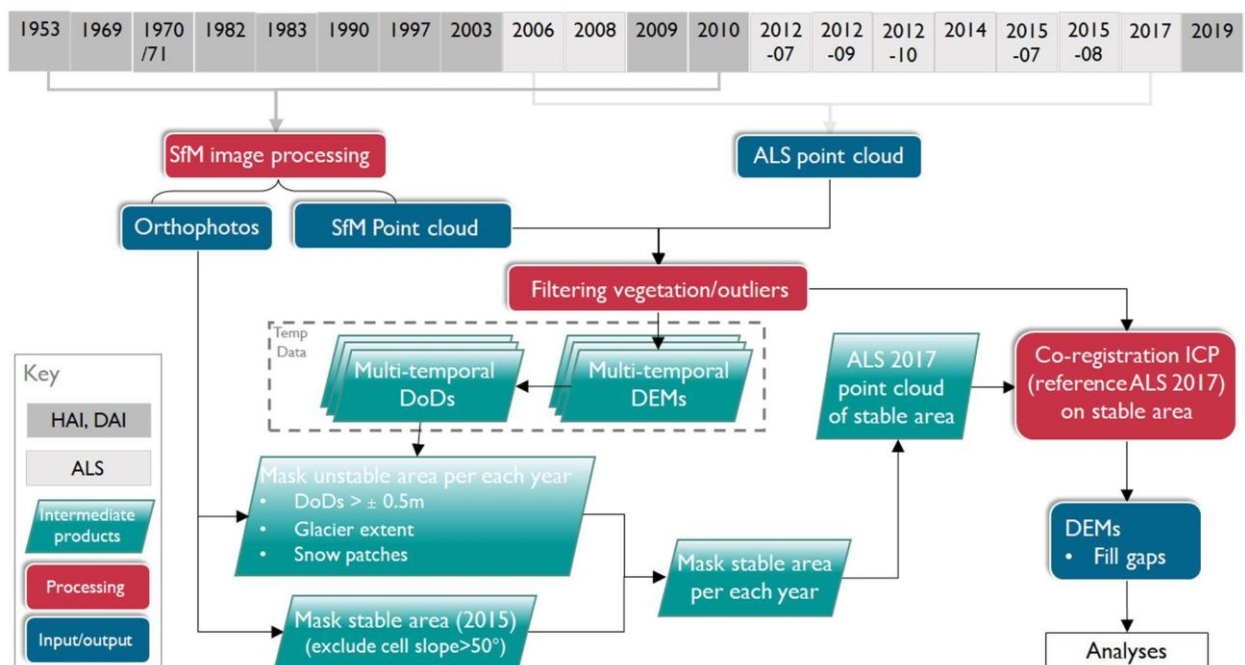 1953 1969 1970 1982 1983 1990 1997 2003 2006 2008 2009 2010 2012 2012 2012 2014 2015 2015 2017 2019
/71 -07 -09 -10 -07 -08
SfM image processing
ALS point cloud
Orthophotos
SfM Point cloud
Filtering vegetation/outliers
Temp
Data
Multi-temporal
DoDs
Multi-temporal
DEMs
ALS 2017
point cloud
of stable area
Co-registration ICP
(reference ALS 2017)
on stable area
Key
HAI, DAI
ALS
Intermediate
products
Processing
Input/output
Mask unstable area per each year
• DoDs > ± 0.5m
• Glacier extent
• Snow patches
Mask stable area (2015)
(exclude cell slope>50°)
Mask stable area
per each year
DEMs
• Fill gaps
Analyses